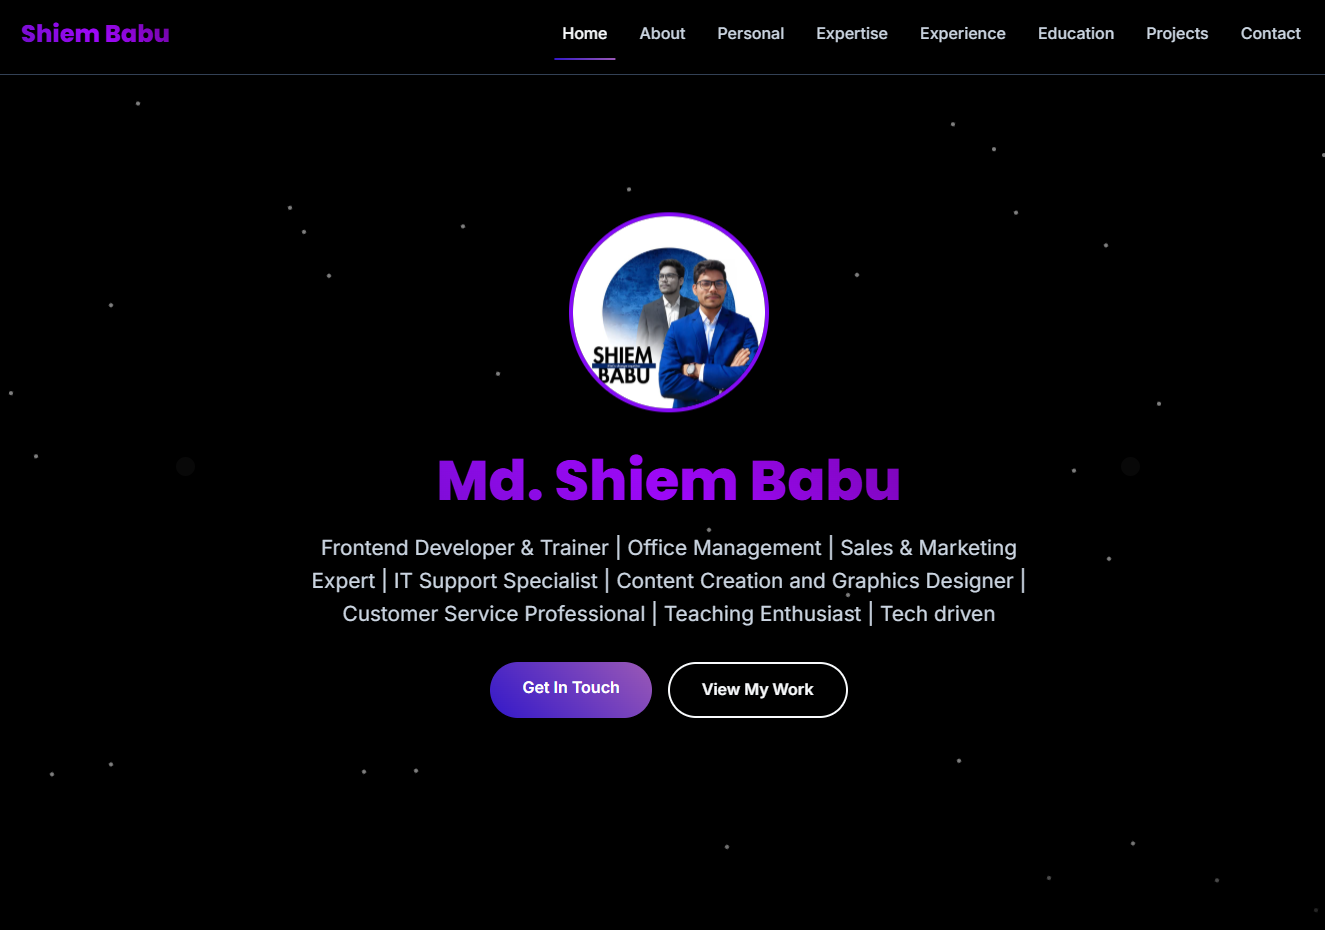 Shiem Babu
Home
About
Personal
Expertise
Experience
Education
Projects
Contact
SHIEM
BABU
Md. Shiem Babu
Frontend Developer & Trainer | Office Management | Sales & Marketing
Expert | IT Support Specialist | Content Creation and Graphics Designer |
Customer Service Professional | Teaching Enthusiast | Tech driven
Get In Touch
View My Work